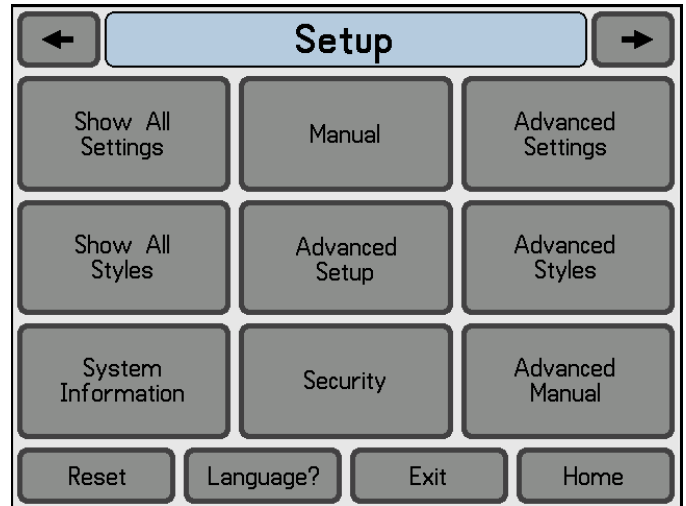 Setup
Show All
Settings
Manual
Advanced
Settings
Show All
Styles
Advanced
Setup
Advanced
Styles
System
Information
Security
Advanced
Manual
Reset
Language?
Exit
Home